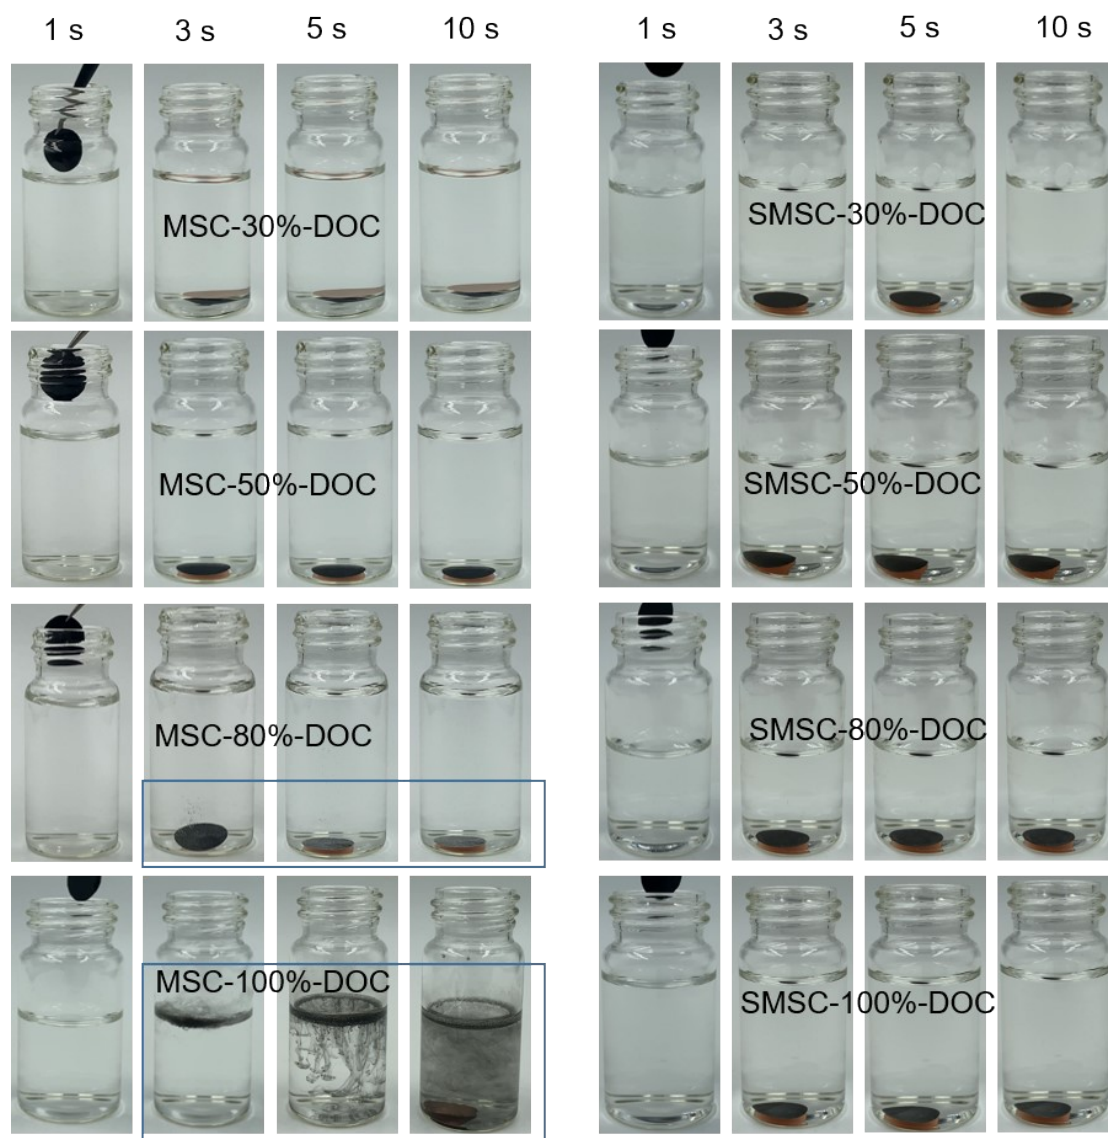 1 s 3 s 5 s 10 s 1 s 3 s 5 s 10 s
MSC-30%-DOC SMSC-30%-DOC
MSC-50%-DOC SMSC-50%-DOC
MSC-80%-DOC SMSC-80%-DOC
MSC-100%-DOC SMSC-100%-DOC